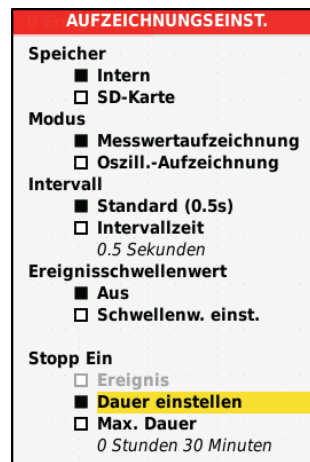 AUFZEICHNUNGSEINST.
Speicher
Intern
SD-Karte
Modus
Messwertaufzeichnung
Oszill.-Aufzeichnung
Intervall
Standard (0.5s)
Intervallzeit
0.5 Sekunden
Ereignisschwellenwert
Aus
Schwellenw. einst.
Stopp Ein
Ereignis
Dauer einstellen
Max. Dauer
0 Stunden 30 Minuten